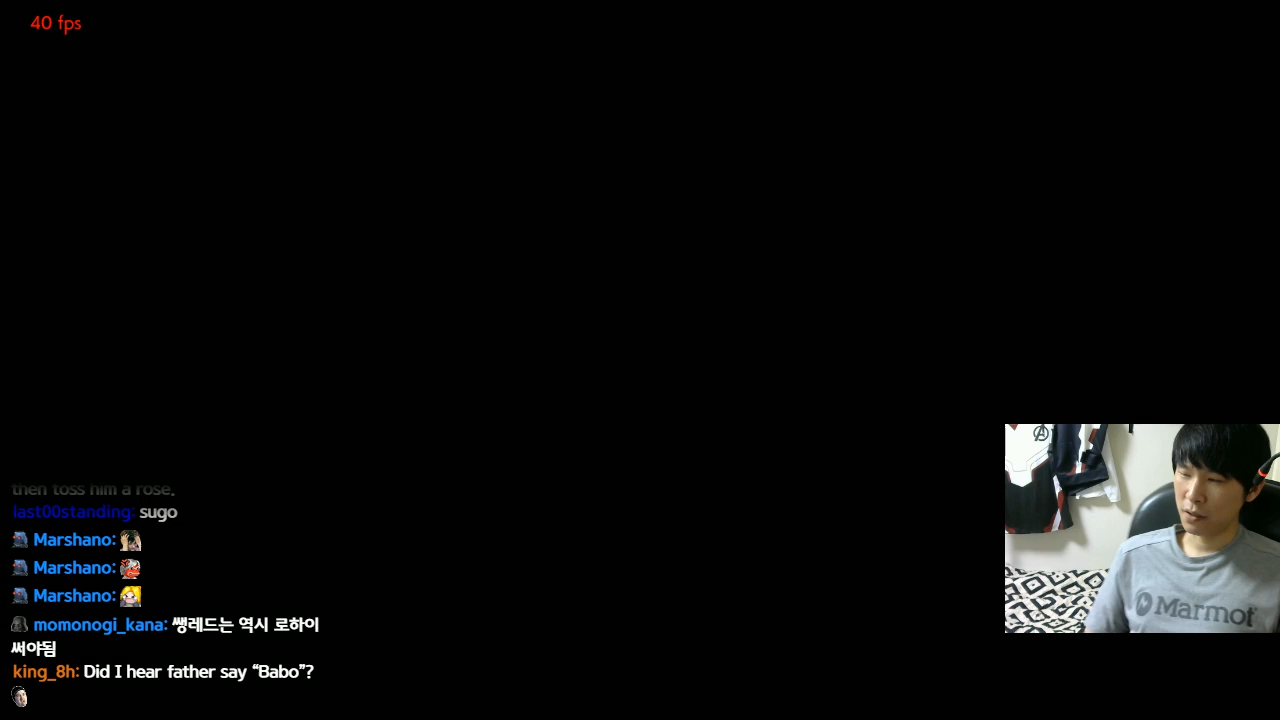 40 fps
then toss him a rose.
last00standing: sugo
Marshano:
Marshano:
Marshano:
momonogi_kana: 쌩레드는 역시 로하이
써야됨
king_8h: Did I hear father say “Babo”?
Marmot